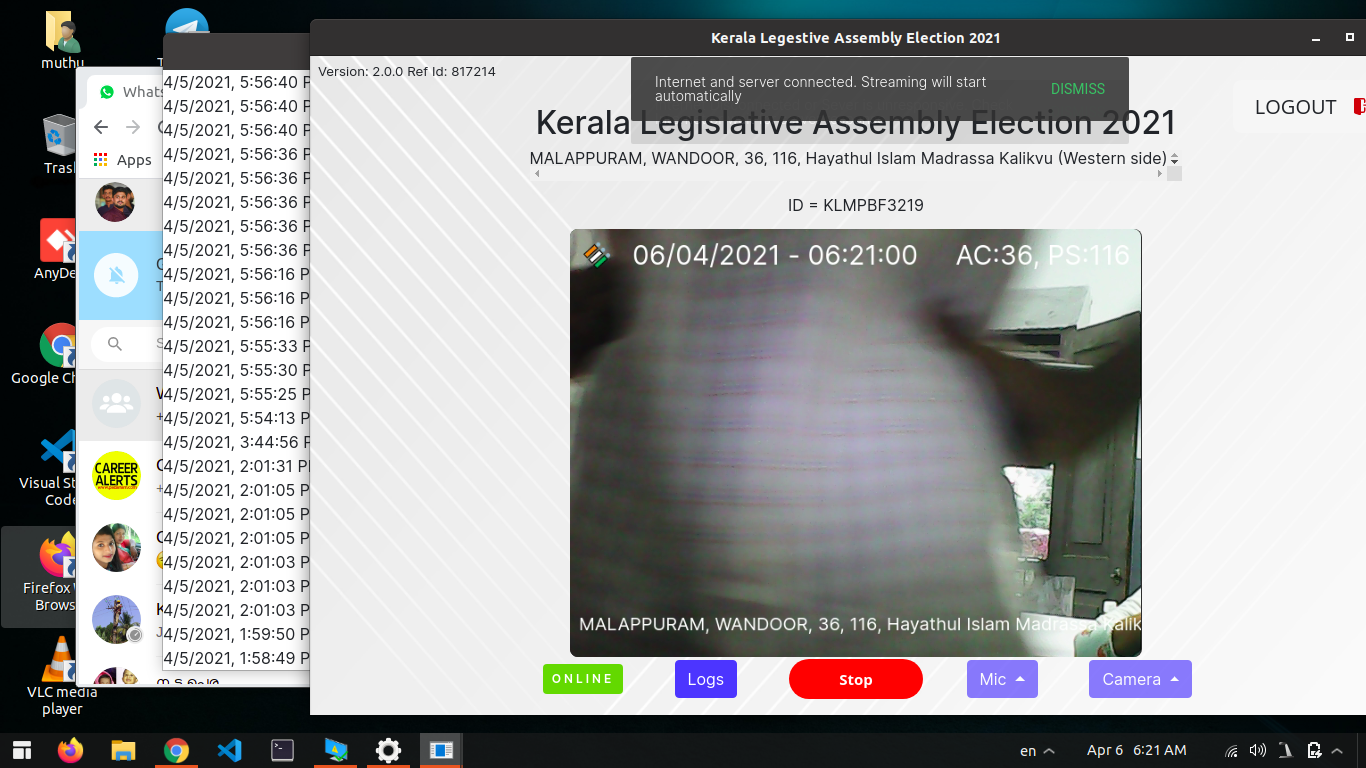 muthu
Trash
AnyDe
Google Ch
Visual St
Code
Firefox W
Brows
VLC media
player
Whats
Apps
CAREER
ALERTS
4/5/2021, 5:56:40 P
4/5/2021, 5:56:40 P
4/5/2021, 5:56:40 P
4/5/2021, 5:56:36 P
4/5/2021, 5:56:36 P
4/5/2021, 5:56:36 P
4/5/2021, 5:56:36 P
4/5/2021, 5:56:36 P
4/5/2021, 5:56:16 P
4/5/2021, 5:56:16 P
4/5/2021, 5:56:16 P
4/5/2021, 5:55:33 P
4/5/2021, 5:55:30 P
4/5/2021, 5:55:25 P
4/5/2021, 5:54:13 P
4/5/2021, 3:44:56 P
4/5/2021, 2:01:31 P
4/5/2021, 2:01:05 P
4/5/2021, 2:01:05 P
4/5/2021, 2:01:05 P
4/5/2021, 2:01:03 P
4/5/2021, 2:01:03 P
4/5/2021, 2:01:03 P
4/5/2021, 1:59:50 P
4/5/2021, 1:58:49 P
Kerala Legestive Assembly Election 2021
Version: 2.0.0 Ref Id: 817214
Internet and server connected. Streaming will start
automatically
DISMISS
LOGOUT
Kerala Legislative Assembly Election 2021
MALAPPURAM, WANDOOR, 36, 116, Hayathul Islam Madrassa Kalikvu (Western side)
ID = KLMPBF3219
06/04/2021 - 06:21:00 AC:36, PS:116
MALAPPURAM, WANDOOR, 36, 116, Hayathul Islam Madrassa Kalik
ONLINE
Logs
Stop
Mic
Camera
en
Apr 6 6:21 AM